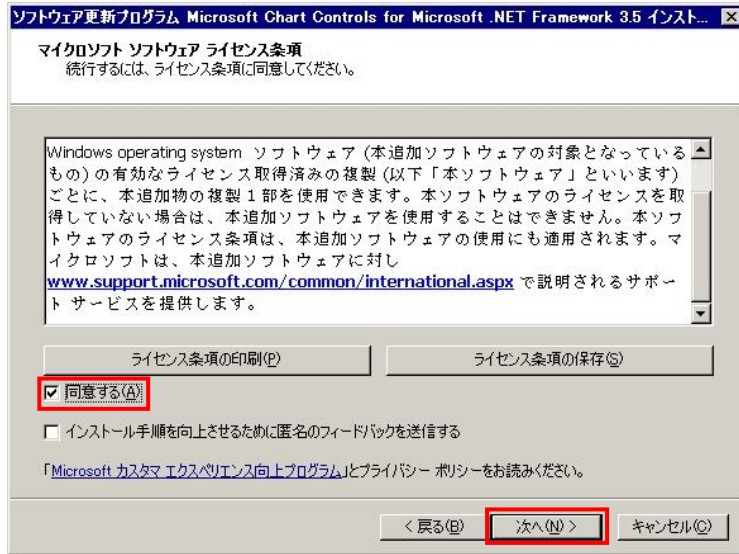 ソフトウェア更新プログラム Microsoft Chart Controls for Microsoft .NET Framework 3.5 インスト...
マイクロソフト ソフトウェア ライセンス条項
続行するには、ライセンス条項に同意してください。
Windows operating system ソフトウェア (本追加ソフトウェアの対象となっている
もの) の有効なライセンス取得済みの複製 (以下「本ソフトウェア」といいます)
ごとに、本追加物の複製 1 部を使用できます。本ソフトウェアのライセンスを取
得していない場合は、本追加ソフトウェアを使用することはできません。本ソフ
トウェアのライセンス条項は、本追加ソフトウェアの使用にも適用されます。マ
イクロソフトは、本追加ソフトウェアに対し
www.support.microsoft.com/common/international.aspx で説明されるサポー
ト サービスを提供します。
ライセンス条項の印刷(P)
ライセンス条項の保存(S)
同意する(A)
インストール手順を向上させるために匿名のフィードバックを送信する
「Microsoft カスタマ エクスペリエンス向上プログラム」とプライバシー ポリシーをお読みください。
< 戻る(B)
次へ(N) >
キャンセル(C)